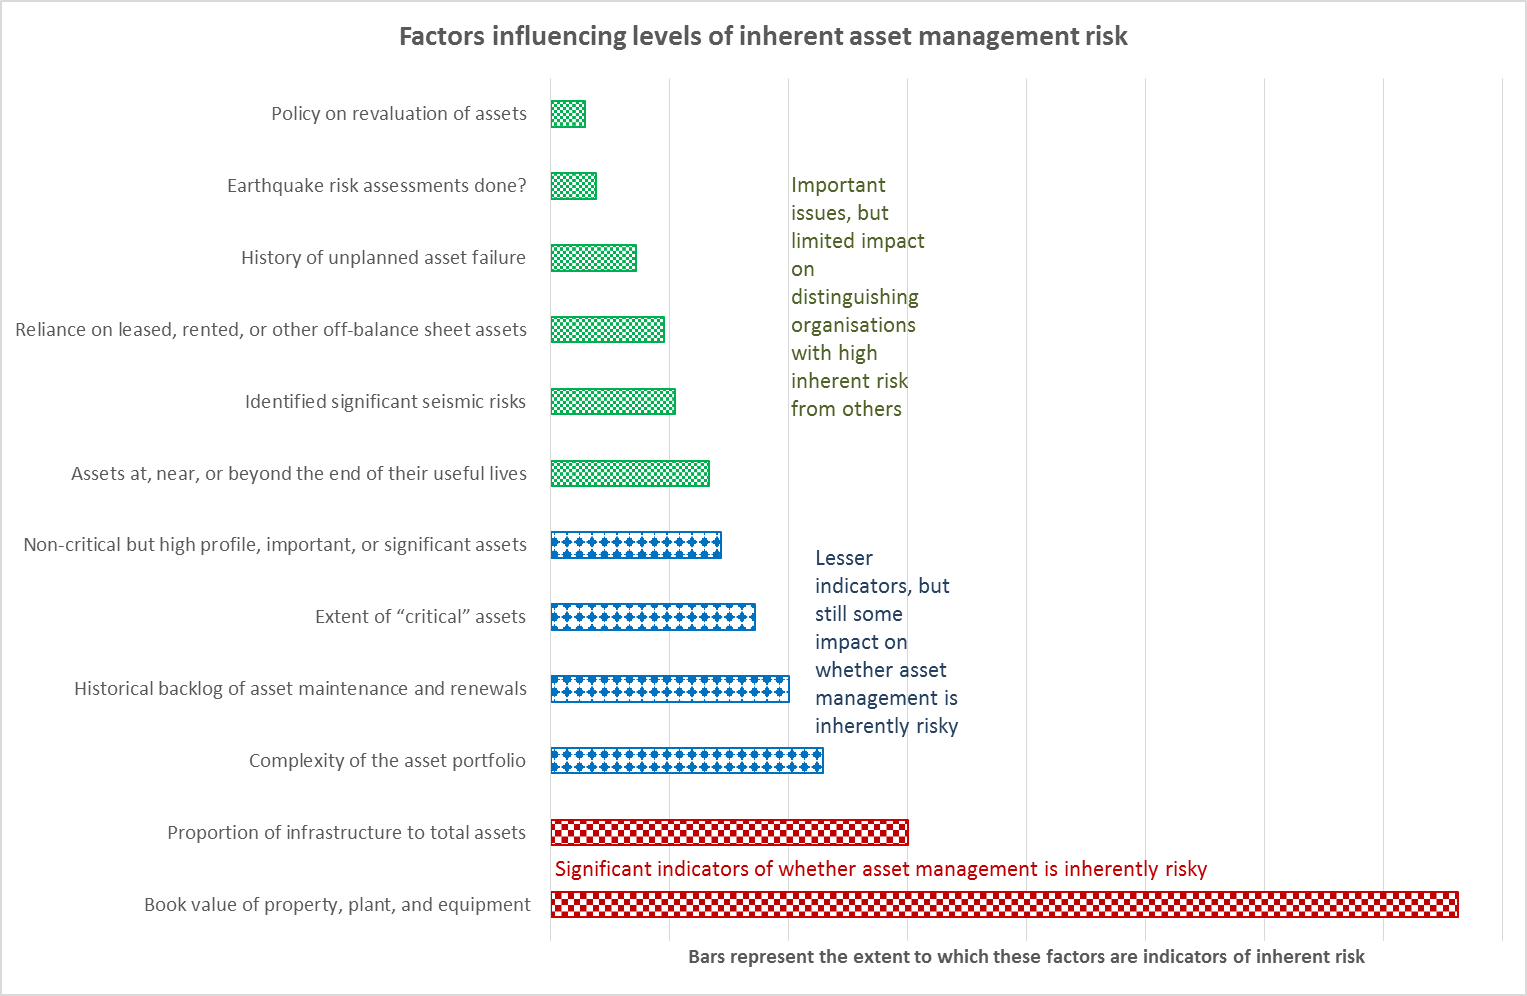 Factors influencing levels of inherent asset management risk
Policy on revaluation of assets
Earthquake risk assessments done?
History of unplanned asset failure
Reliance on leased, rented, or other off-balance sheet assets
Identified significant seismic risks
Assets at, near, or beyond the end of their useful lives
Important
issues, but
limited impact
on
distinguishing
organisations
with high
inherent risk
from others
Non-critical but high profile, important, or significant assets
Extent of “critical” assets
Historical backlog of asset maintenance and renewals
Complexity of the asset portfolio
Lesser
indicators, but
still some
impact on
whether asset
management is
inherently risky
Proportion of infrastructure to total assets
Significant indicators of whether asset management is inherently risky
Book value of property, plant, and equipment
Bars represent the extent to which these factors are indicators of inherent risk